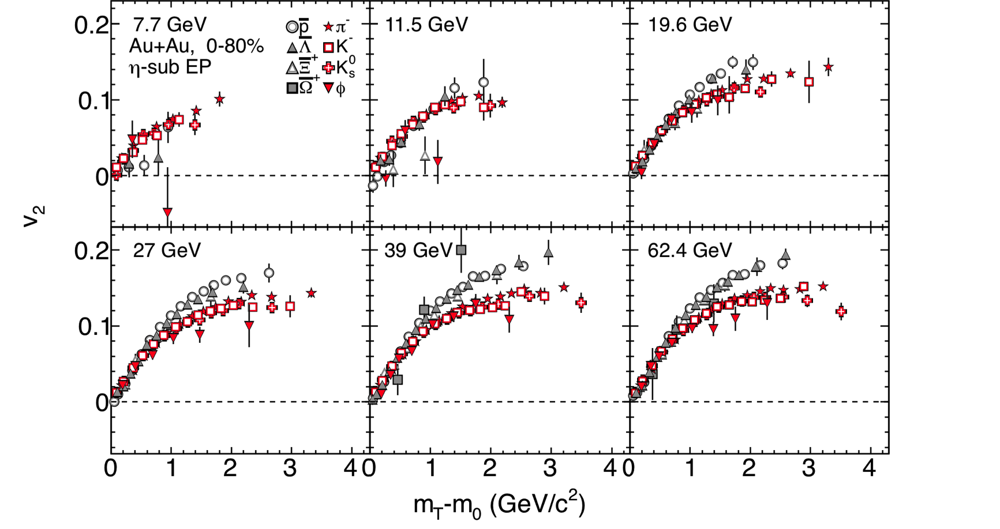 7.7 GeV
Au+Au, 0-80%
η-sub EP
p̅ π⁻
Λ̅ K⁻
Ξ̅⁺ K⁰ₛ
Ω̅⁺ ϕ
11.5 GeV
19.6 GeV
0.2
0.1
0
v₂
27 GeV
39 GeV
62.4 GeV
0.2
0.1
0
0 1 2 3 4 0 1 2 3 4 0 1 2 3 4
m_T-m₀ (GeV/c²)